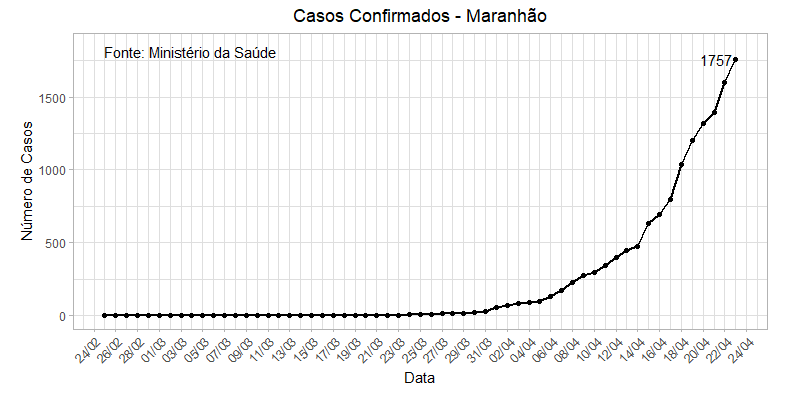 Casos Confirmados - Maranhão
Fonte: Ministério da Saúde
1757
1500
1000
500
0
Número de Casos
24/02 26/02 28/02 01/03 03/03 05/03 07/03 09/03 11/03 13/03 15/03 17/03 19/03 21/03 23/03 25/03 27/03 29/03 31/03 02/04 04/04 06/04 08/04 10/04 12/04 14/04 16/04 18/04 20/04 22/04 24/04
Data